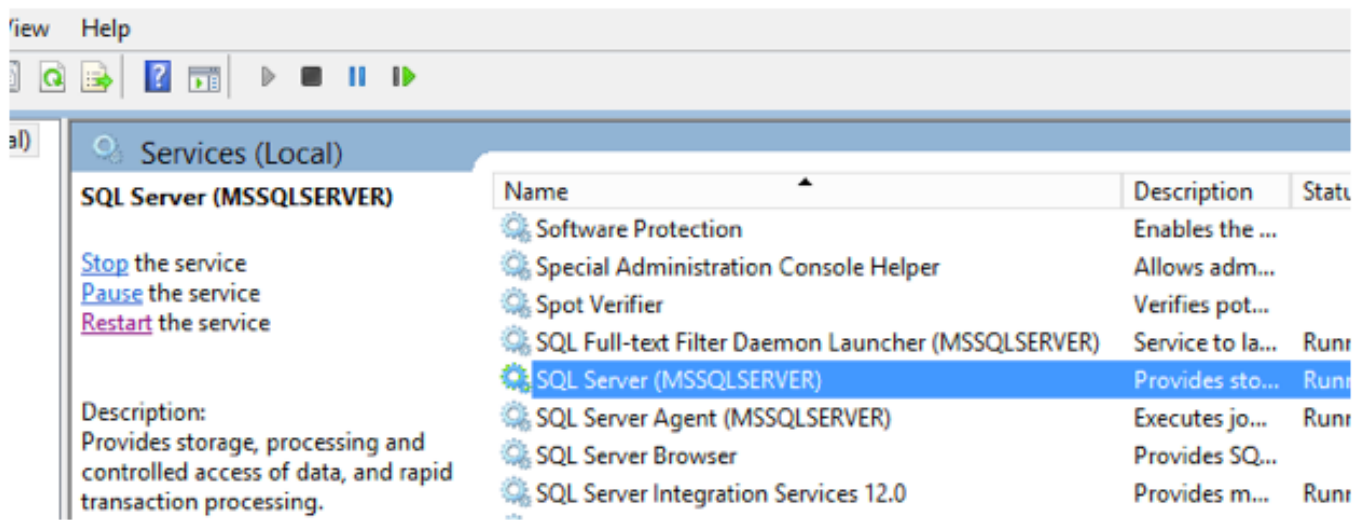 View Help
al)
Services (Local)
SQL Server (MSSQLSERVER)
Stop the service
Pause the service
Restart the service
Description:
Provides storage, processing and
controlled access of data, and rapid
transaction processing.
Name Description Statu
Software Protection Enables the ...
Special Administration Console Helper Allows adm...
Spot Verifier Verifies pot...
SQL Full-text Filter Daemon Launcher (MSSQLSERVER) Service to la... Runn
SQL Server (MSSQLSERVER) Provides sto... Runn
SQL Server Agent (MSSQLSERVER) Executes jo... Runn
SQL Server Browser Provides SQ...
SQL Server Integration Services 12.0 Provides m... Runn